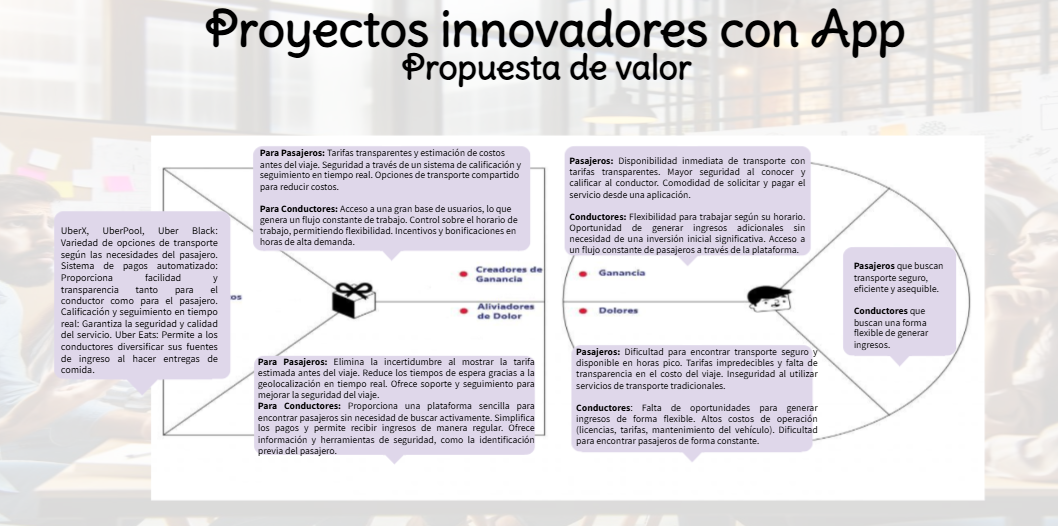 Proyectos innovadores con App
Propuesta de valor
UberX, UberPool, Uber Black:
Variedad de opciones de transporte
según las necesidades del pasajero.
Sistema de pagos automatizado:
Proporciona facilidad y
transparencia tanto para el
conductor como para el pasajero.
Calificación y seguimiento en tiempo
real: Garantiza la seguridad y calidad
del servicio. Uber Eats: Permite a los
conductores diversificar sus fuentes
de ingreso al hacer entregas de
comida.
os
Para Pasajeros: Tarifas transparentes y estimación de costos
antes del viaje. Seguridad a través de un sistema de calificación y
seguimiento en tiempo real. Opciones de transporte compartido
para reducir costos.
Para Conductores: Acceso a una gran base de usuarios, lo que
genera un flujo constante de trabajo. Control sobre el horario de
trabajo, permitiendo flexibilidad. Incentivos y bonificaciones en
horas de alta demanda.
Creadores de
Ganancia
Aliviadores
de Dolor
Para Pasajeros: Elimina la incertidumbre al mostrar la tarifa
estimada antes del viaje. Reduce los tiempos de espera gracias a la
geolocalización en tiempo real. Ofrece soporte y seguimiento para
mejorar la seguridad del viaje.
Para Conductores: Proporciona una plataforma sencilla para
encontrar pasajeros sin necesidad de buscar activamente. Simplifica
los pagos y permite recibir ingresos de manera regular. Ofrece
información y herramientas de seguridad, como la identificación
previa del pasajero.
Pasajeros: Disponibilidad inmediata de transporte con
tarifas transparentes. Mayor seguridad al conocer y
calificar al conductor. Comodidad de solicitar y pagar el
servicio desde una aplicación.
Conductores: Flexibilidad para trabajar según su horario.
Oportunidad de generar ingresos adicionales sin
necesidad de una inversión inicial significativa. Acceso a
un flujo constante de pasajeros a través de la plataforma.
Ganancia
Dolores
Pasajeros: Dificultad para encontrar transporte seguro y
disponible en horas pico. Tarifas impredecibles y falta de
transparencia en el costo del viaje. Inseguridad al utilizar
servicios de transporte tradicionales.
Conductores: Falta de oportunidades para generar
ingresos de forma flexible. Altos costos de operación
(licencias, tarifas, mantenimiento del vehículo). Dificultad
para encontrar pasajeros de forma constante.
Pasajeros que buscan
transporte seguro,
eficiente y asequible.
Conductores que
buscan una forma
flexible de generar
ingresos.